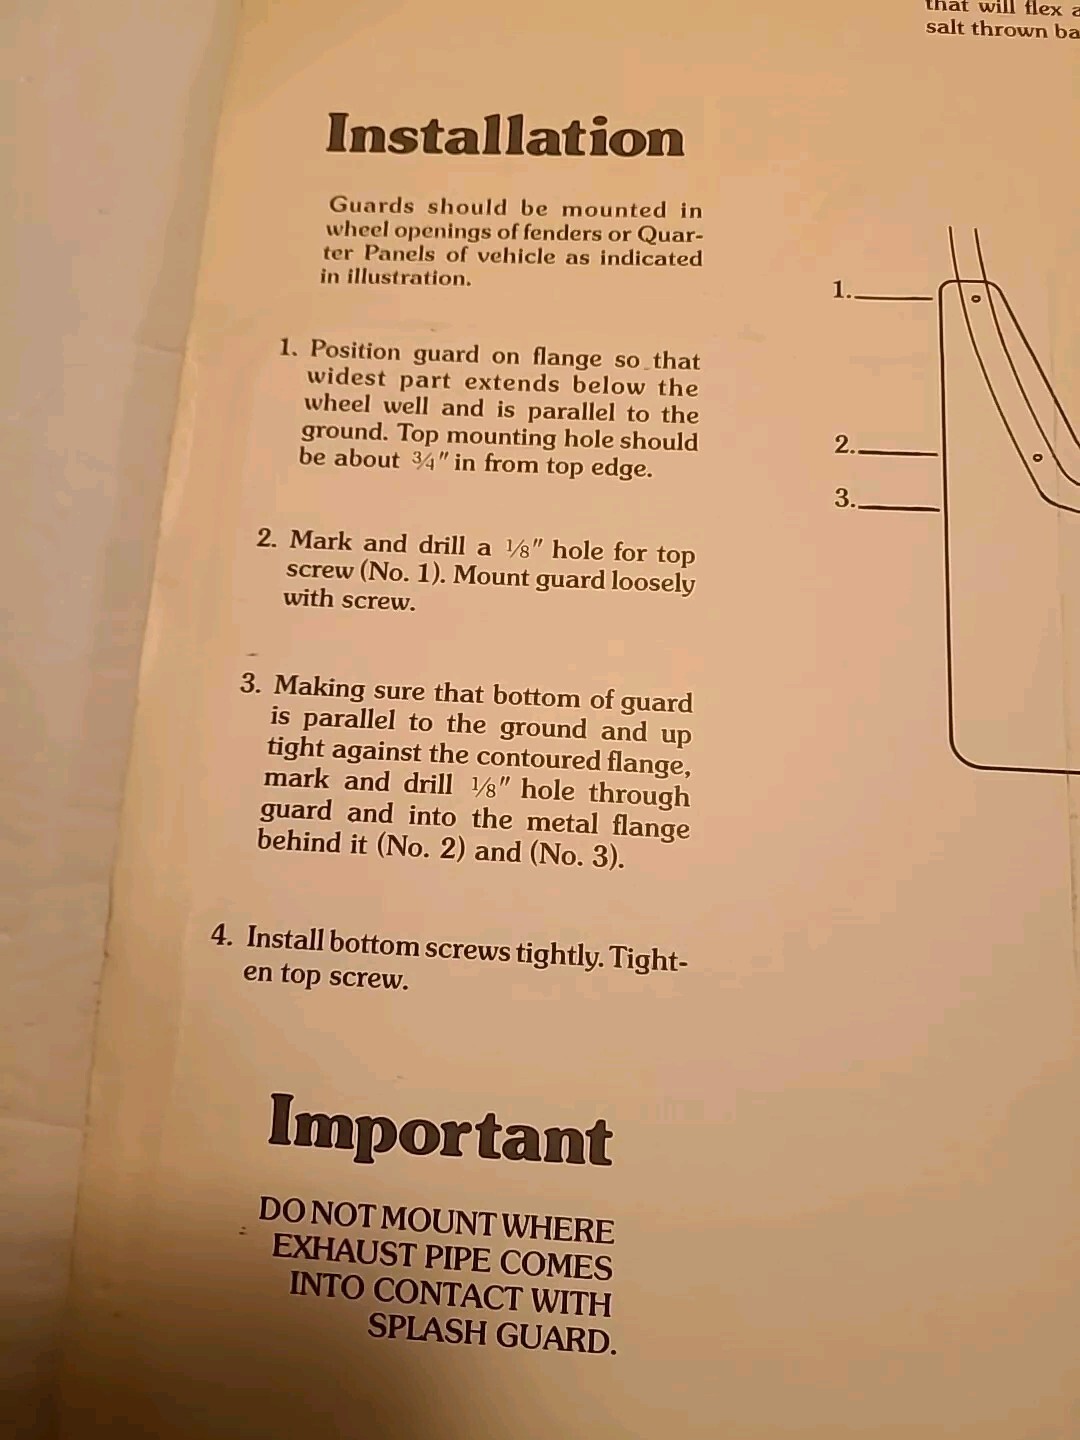 that will flex
salt thrown
Installation
Guards should be mounted in
wheel openings of fenders or Quar-
ter Panels of vehicle as indicated
in illustration.
1. Position guard on flange so that
widest part extends below the
wheel well and is parallel to the
ground. Top mounting hole should
be about 3/4" in from top edge.
2. Mark and drill a 1/8" hole for top
screw (No. 1). Mount guard loosely
with screw.
3. Making sure that bottom of guard
is parallel to the ground and up
tight against the contoured flange,
mark and drill 1/8" hole through
guard and into the metal flange
behind it (No. 2) and (No. 3).
4. Install bottom screws tightly. Tight-
en top screw.
Important
DO NOT MOUNT WHERE
EXHAUST PIPE COMES
INTO CONTACT WITH
SPLASH GUARD.
1.
2.
3.